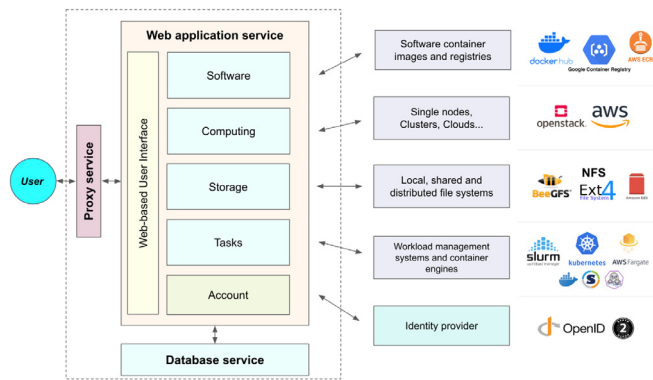 User
Proxy service
Web application service
Web-based User Interface
Software
Computing
Storage
Tasks
Account
Database service
Software container
images and registries
Single nodes,
Clusters, Clouds...
Local, shared and
distributed file systems
Workload management
systems and container
engines
Identity provider
dockerhub
Google Container Registry
AWS ECR
openstack.
aws
BeeGFS
NFS
Ext4
File System
Amazon EBS
slurm
workload manager
kubernetes
AWS Fargate
S
OpenID
2